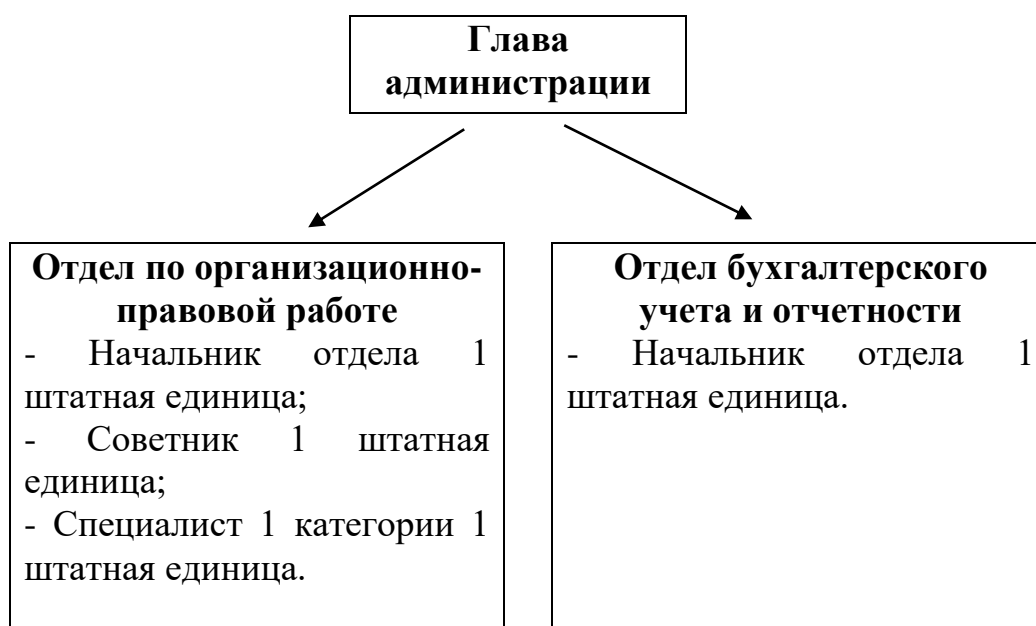 Глава
администрации
Отдел по организационно-
правовой работе
- Начальник отдела 1
штатная единица;
- Советник 1 штатная
единица;
- Специалист 1 категории 1
штатная единица.
Отдел бухгалтерского
учета и отчетности
- Начальник отдела 1
штатная единица.